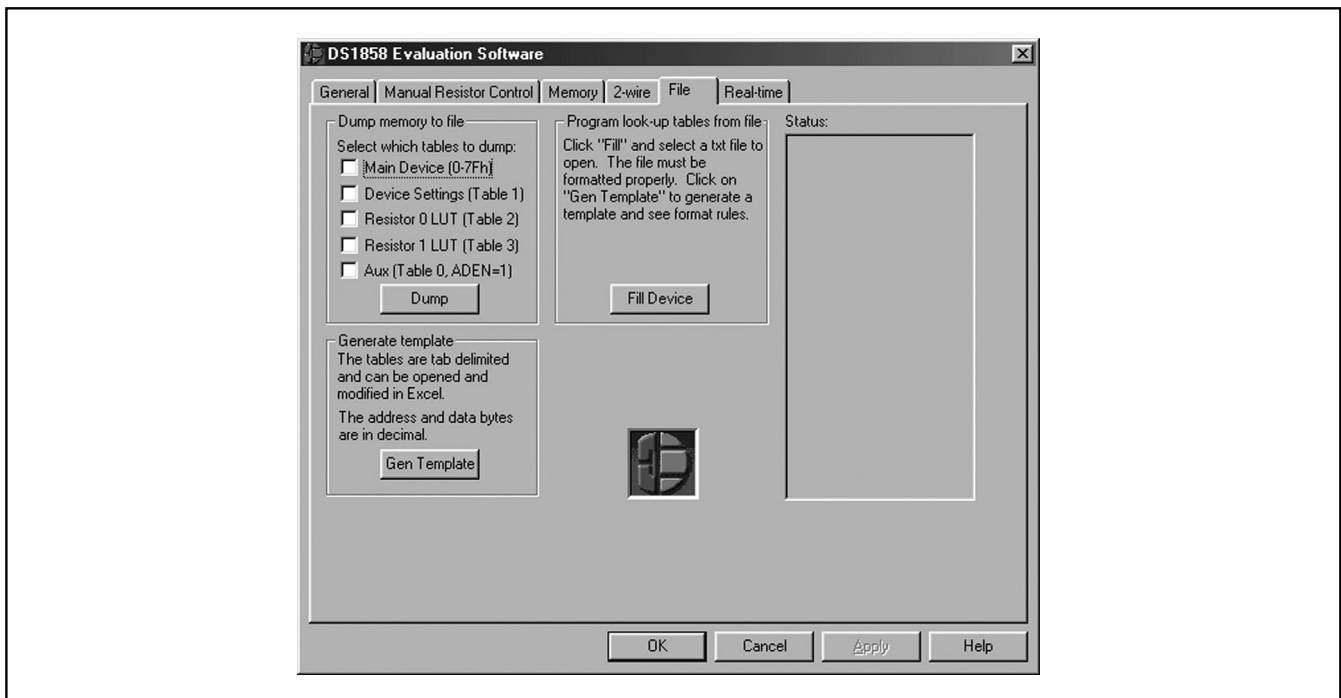 DS1858 Evaluation Software
General
Manual Resistor Control
Memory
2-wire
File
Real-time
Dump memory to file
Select which tables to dump:
Main Device (0-7Fh)
Device Settings (Table 1)
Resistor 0 LUT (Table 2)
Resistor 1 LUT (Table 3)
Aux (Table 0, ADEN=1)
Dump
Program look-up tables from file
Click "Fill" and select a txt file to
open. The file must be
formatted properly. Click on
"Gen Template" to generate a
template and see format rules.
Fill Device
Status:
Generate template
The tables are tab delimited
and can be opened and
modified in Excel.
The address and data bytes
are in decimal.
Gen Template
OK
Cancel
Apply
Help